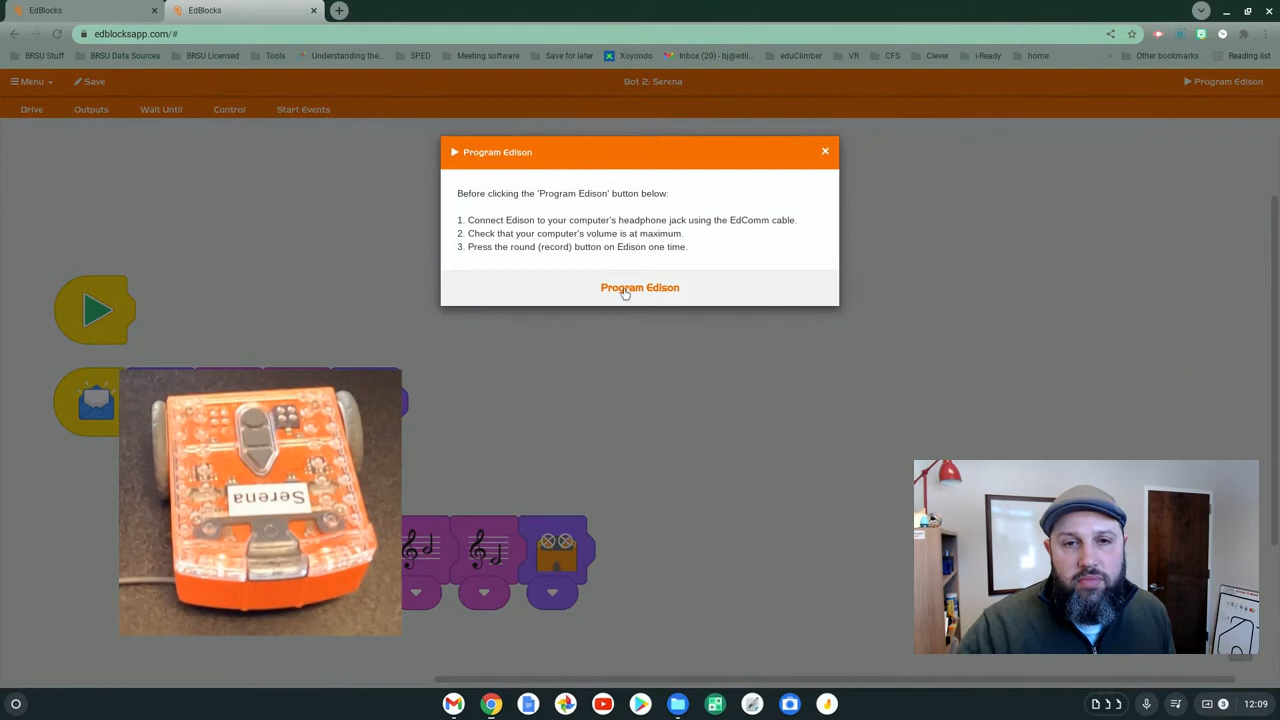 EdBlocks
EdBlocks
edblocksapp.com/#
BRSU Stuff
BRSU Data Sources
BRSU Licensed
Tools
Understanding the...
SPED
Meeting software
Save for later
Xoyondo
Inbox (20) - bj@edli...
eduClimber
VR
CFS
Clever
i-Ready
home
Other bookmarks
Reading list
Menu
Save
Bot 2: Serena
Program Edison
Drive
Outputs
Wait Until
Control
Start Events
Program Edison
Before clicking the 'Program Edison' button below:
1. Connect Edison to your computer's headphone jack using the EdComm cable.
2. Check that your computer's volume is at maximum.
3. Press the round (record) button on Edison one time.
Program Edison
Serena
3
12:09